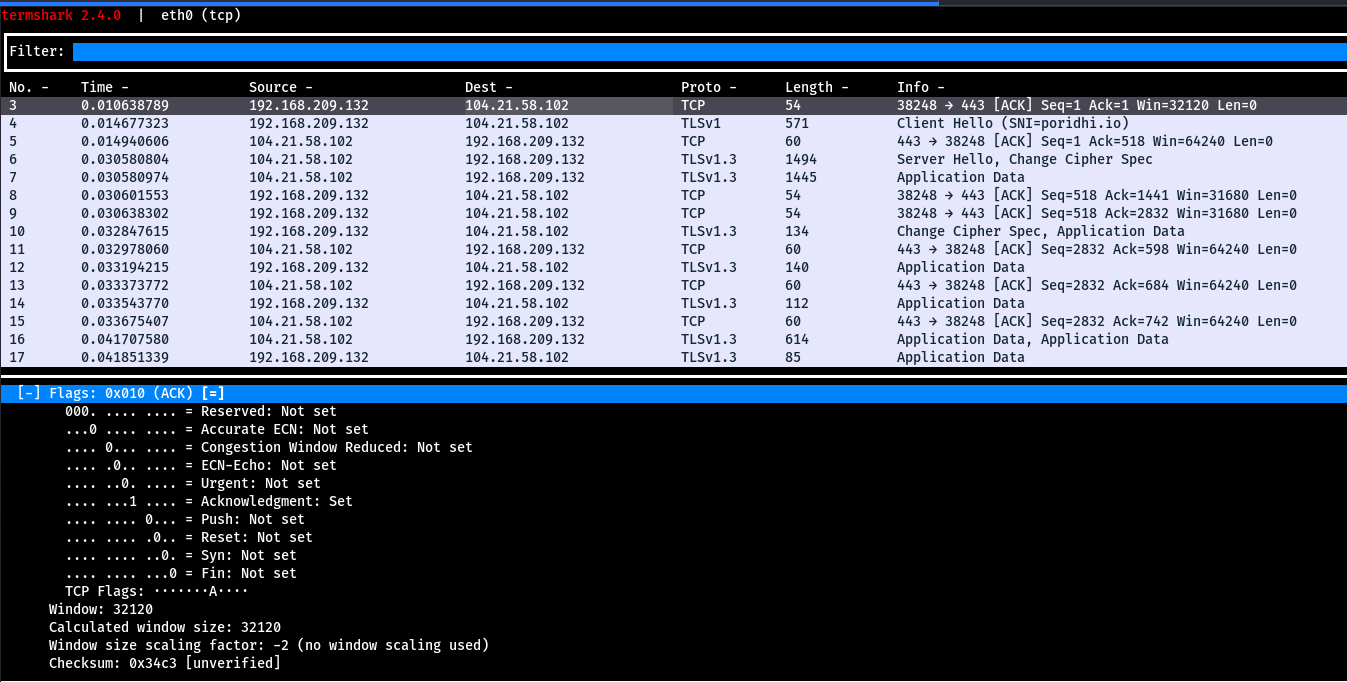 termshark 2.4.0 | eth0 (tcp)
Filter:
No. - Time - Source - Dest - Proto - Length - Info -
3 0.010638789 192.168.209.132 104.21.58.102 TCP 54 38248 → 443 [ACK] Seq=1 Ack=1 Win=32120 Len=0
4 0.014677323 192.168.209.132 104.21.58.102 TLSv1 571 Client Hello (SNI=poridhi.io)
5 0.014940606 104.21.58.102 192.168.209.132 TCP 60 443 → 38248 [ACK] Seq=1 Ack=518 Win=64240 Len=0
6 0.030580804 104.21.58.102 192.168.209.132 TLSv1.3 1494 Server Hello, Change Cipher Spec
7 0.030580974 104.21.58.102 192.168.209.132 TLSv1.3 1445 Application Data
8 0.030601553 192.168.209.132 104.21.58.102 TCP 54 38248 → 443 [ACK] Seq=518 Ack=1441 Win=31680 Len=0
9 0.030638302 192.168.209.132 104.21.58.102 TCP 54 38248 → 443 [ACK] Seq=518 Ack=2832 Win=31680 Len=0
10 0.032847615 192.168.209.132 104.21.58.102 TLSv1.3 134 Change Cipher Spec, Application Data
11 0.032978060 104.21.58.102 192.168.209.132 TCP 60 443 → 38248 [ACK] Seq=2832 Ack=598 Win=64240 Len=0
12 0.033194215 192.168.209.132 104.21.58.102 TLSv1.3 140 Application Data
13 0.033373772 104.21.58.102 192.168.209.132 TCP 60 443 → 38248 [ACK] Seq=2832 Ack=684 Win=64240 Len=0
14 0.033543770 192.168.209.132 104.21.58.102 TLSv1.3 112 Application Data
15 0.033675407 104.21.58.102 192.168.209.132 TCP 60 443 → 38248 [ACK] Seq=2832 Ack=742 Win=64240 Len=0
16 0.041707580 104.21.58.102 192.168.209.132 TLSv1.3 614 Application Data, Application Data
17 0.041851339 192.168.209.132 104.21.58.102 TLSv1.3 85 Application Data
[-] Flags: 0x010 (ACK) [=]
000. .... .... = Reserved: Not set
...0 .... .... = Accurate ECN: Not set
.... 0... .... = Congestion Window Reduced: Not set
.... .0.. .... = ECN-Echo: Not set
.... ..0. .... = Urgent: Not set
.... ...1 .... = Acknowledgment: Set
.... .... 0... = Push: Not set
.... .... .0.. = Reset: Not set
.... .... ..0. = Syn: Not set
.... .... ...0 = Fin: Not set
TCP Flags: ·······A····
Window: 32120
Calculated window size: 32120
Window size scaling factor: -2 (no window scaling used)
Checksum: 0x34c3 [unverified]